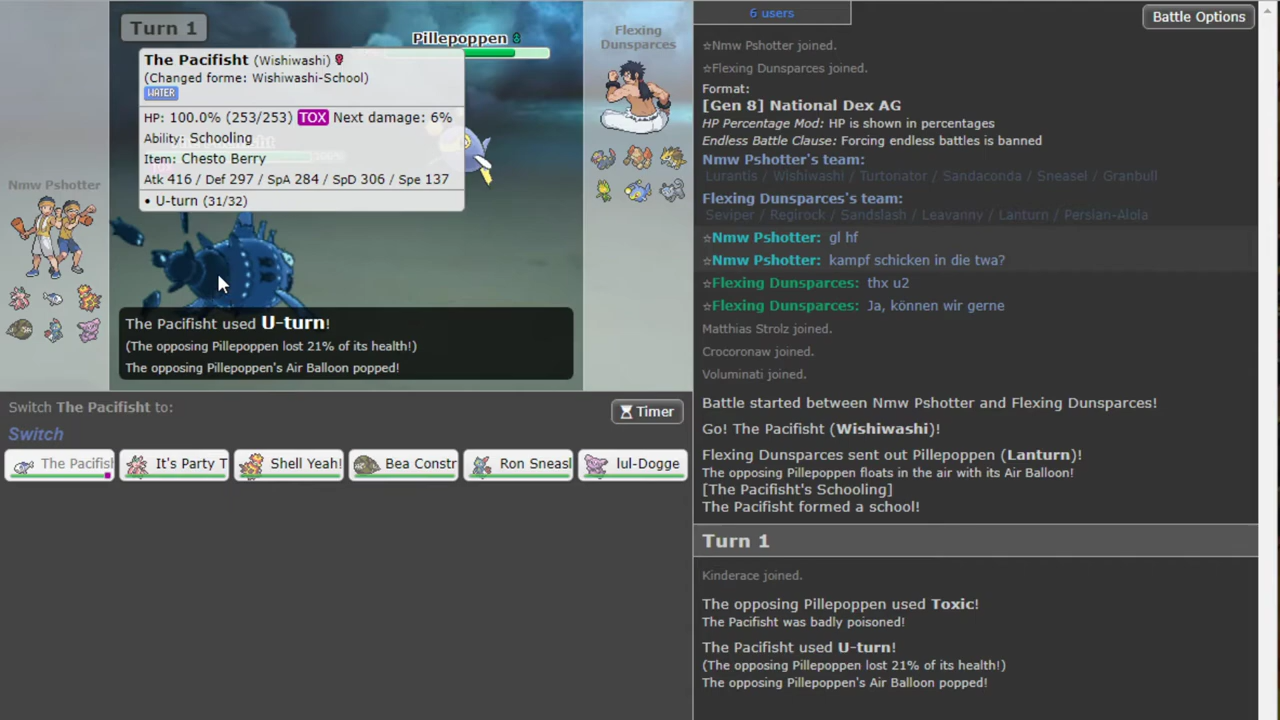 Turn 1
Pillepoppen
The Pacifisht (Wishiwashi)
(Changed forme: Wishiwashi-School)
WATER
HP: 100.0% (253/253) TOX Next damage: 6%
Ability: Schooling
Item: Chesto Berry
Atk 416 / Def 297 / SpA 284 / SpD 306 / Spe 137
• U-turn (31/32)
Nmw Pshotter
Flexing
Dunsparces
The Pacifisht used U-turn!
(The opposing Pillepoppen lost 21% of its health!)
The opposing Pillepoppen's Air Balloon popped!
Switch The Pacifisht to:
Timer
Switch
The Pacifish
It's Party T
Shell Yeah!
Bea Constr
Ron Sneasl
lul-Dogge
6 users
Battle Options
☆Nmw Pshotter joined.
☆Flexing Dunsparces joined.
Format:
[Gen 8] National Dex AG
HP Percentage Mod: HP is shown in percentages
Endless Battle Clause: Forcing endless battles is banned
Nmw Pshotter's team:
Lurantis / Wishiwashi / Turtonator / Sandaconda / Sneasel / Granbull
Flexing Dunsparces's team:
Seviper / Regirock / Sandslash / Leavanny / Lanturn / Persian-Alola
☆Nmw Pshotter: gl hf
☆Nmw Pshotter: kampf schicken in die twa?
☆Flexing Dunsparces: thx u2
☆Flexing Dunsparces: Ja, können wir gerne
Matthias Strolz joined.
Crocoronaw joined.
Voluminati joined.
Battle started between Nmw Pshotter and Flexing Dunsparces!
Go! The Pacifisht (Wishiwashi)!
Flexing Dunsparces sent out Pillepoppen (Lanturn)!
The opposing Pillepoppen floats in the air with its Air Balloon!
[The Pacifisht's Schooling]
The Pacifisht formed a school!
Turn 1
Kinderace joined.
The opposing Pillepoppen used Toxic!
The Pacifisht was badly poisoned!
The Pacifisht used U-turn!
(The opposing Pillepoppen lost 21% of its health!)
The opposing Pillepoppen's Air Balloon popped!